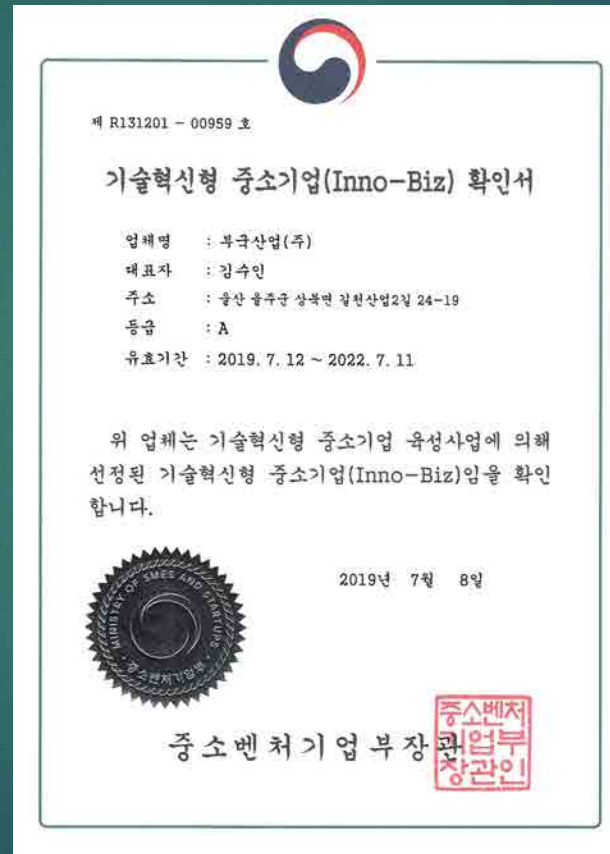 제 R131201 - 00959 호
기술혁신형 중소기업(Inno-Biz) 확인서
업체명 : 부국산업(주)
대표자 : 김수인
주소 : 울산 울주군 상북면 길천산업2길 24-19
등급 : A
유효기간 : 2019. 7. 12 ~ 2022. 7. 11
위 업체는 기술혁신형 중소기업 육성사업에 의해
선정된 기술혁신형 중소기업(Inno-Biz)임을 확인
합니다.
2019년 7월 8일
MINISTRY OF SMES AND STARTUPS
중소벤처기업부
중소벤처기업부장관
중소벤처
기업부
장관인